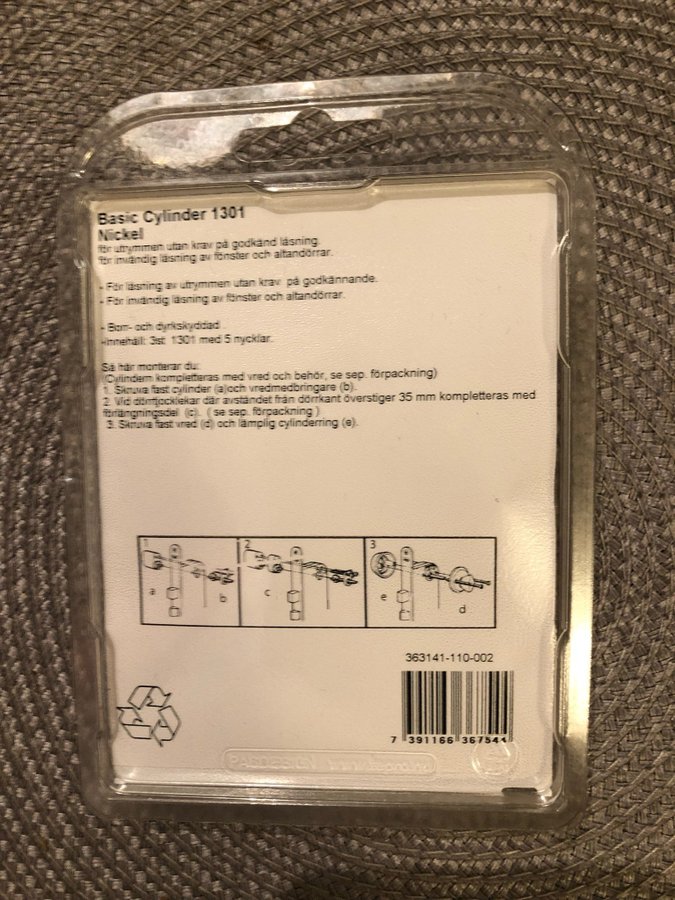 Basic Cylinder 1301
Nickel
för utrymmen utan krav på godkänd låsning.
för invändig låsning av fönster och altandörrar.
- För låsning av utrymmen utan krav på godkännande.
- För invändig låsning av fönster och altandörrar.
- Borr- och dyrkskyddad
-Innehåll: 3st 1301 med 5 nycklar.
Så här monterar du:
(Cylindern kompletteras med vred och behör, se sep. förpackning)
1. Skruva fast cylinder (a)och vredmedbringare (b).
2. Vid dörrtjocklekar där avståndet från dörrkant överstiger 35 mm kompletteras med
förlängningsdel (c). ( se sep. förpackning )
3. Skruva fast vred (d) och lämplig cylinderring (e).
1 2 3
a b c e d
363141-110-002
7 391166 367544
PACDESIGN